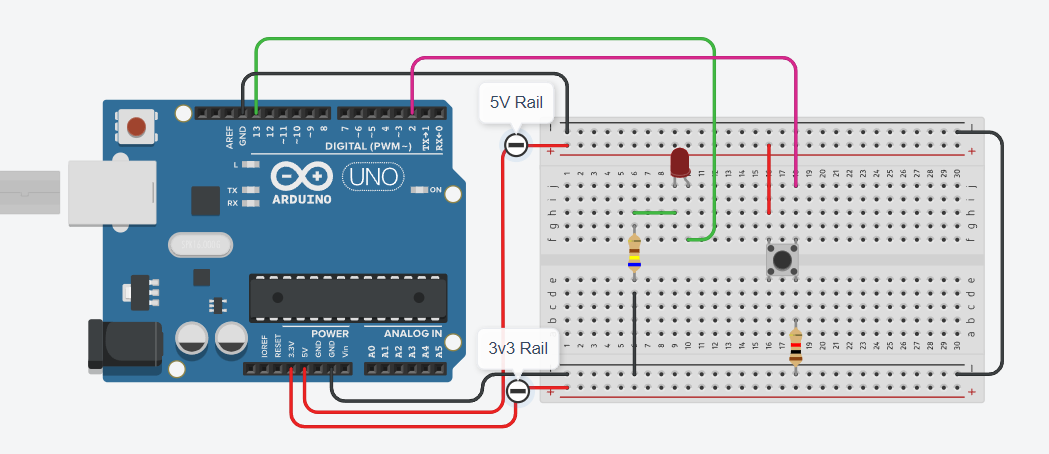 5V Rail
AREF
GND
13
12
~11
~10
~9
8
7
~6
~5
4
~3
2
TX→1
RX←0
DIGITAL (PWM~)
L
TX
RX
ARDUINO
UNO
ON
3v3 Rail
POWER
ANALOG IN
IOREF
RESET
3.3V
5V
GND
GND
Vin
A0
A1
A2
A3
A4
A5
1 2 3 4 5 6 7 8 9 10 11 12 13 14 15 16 17 18 19 20 21 22 23 24 25 26 27 28 29 30
j j
i i
h h
g g
f f
e e
d d
c c
b b
a a
1 2 3 4 5 6 7 8 9 10 11 12 13 14 15 16 17 18 19 20 21 22 23 24 25 26 27 28 29 30